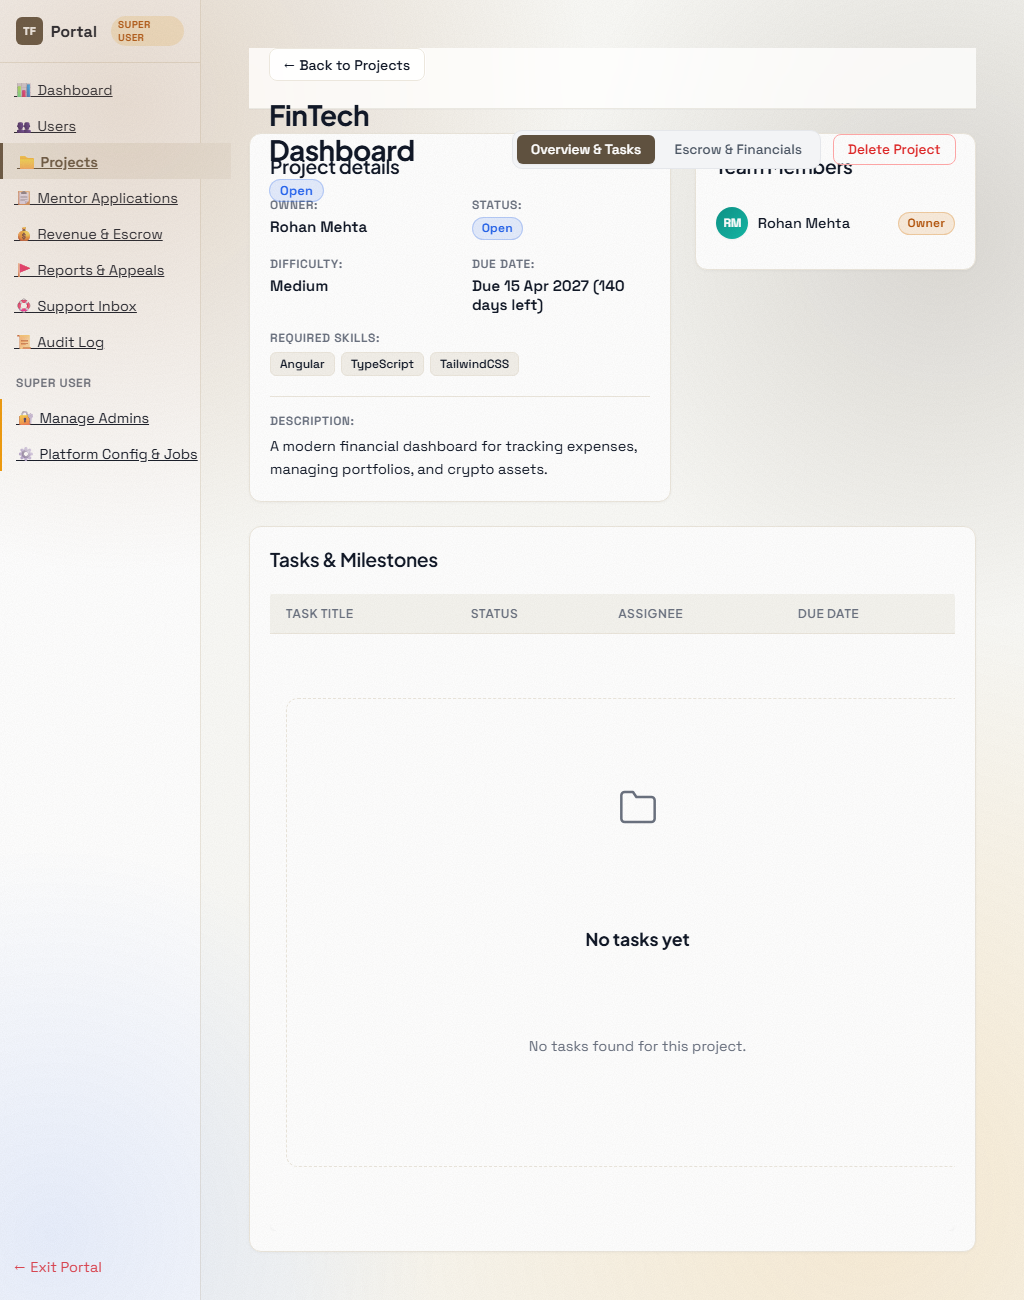 TF Portal SUPER USER
Dashboard
Users
Projects
Mentor Applications
Revenue & Escrow
Reports & Appeals
Support Inbox
Audit Log
SUPER USER
Manage Admins
Platform Config & Jobs
← Exit Portal
← Back to Projects
FinTech
Dashboard
Open
Overview & Tasks Escrow & Financials Delete Project
Project details
OWNER:
Rohan Mehta
STATUS:
Open
DIFFICULTY:
Medium
DUE DATE:
Due 15 Apr 2027 (140
days left)
REQUIRED SKILLS:
Angular TypeScript TailwindCSS
DESCRIPTION:
A modern financial dashboard for tracking expenses,
managing portfolios, and crypto assets.
Team Members
RM Rohan Mehta Owner
Tasks & Milestones
TASK TITLE STATUS ASSIGNEE DUE DATE
No tasks yet
No tasks found for this project.